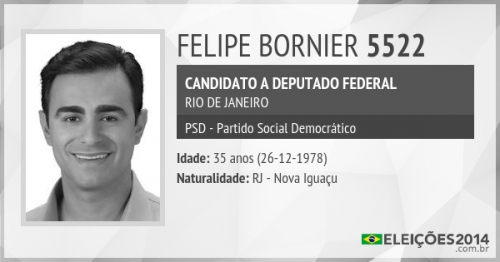 FELIPE BORNIER 5522
CANDIDATO A DEPUTADO FEDERAL
RIO DE JANEIRO
PSD - Partido Social Democrático
Idade: 35 anos (26-12-1978)
Naturalidade: RJ - Nova Iguaçu
ELEIÇÕES2014
.com.br